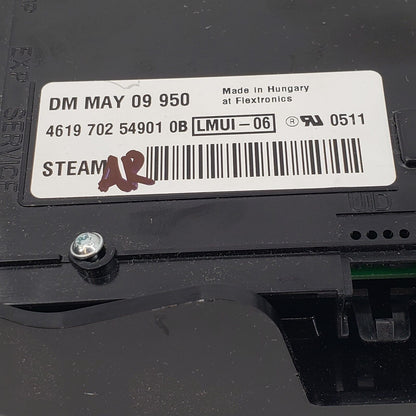 EXP SERVICE
DM MAY 09 950
Made in Hungary
at Flextronics
4619 702 54901 0B LMUI-06 ® 0511
STEAM AR